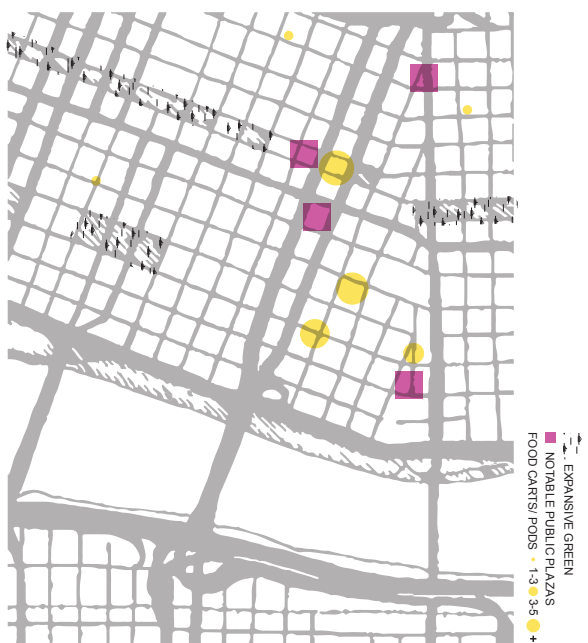 EXPANSIVE GREEN
NOTABLE PUBLIC PLAZAS
FOOD CARTS/ PODS 1-3 3-5 +